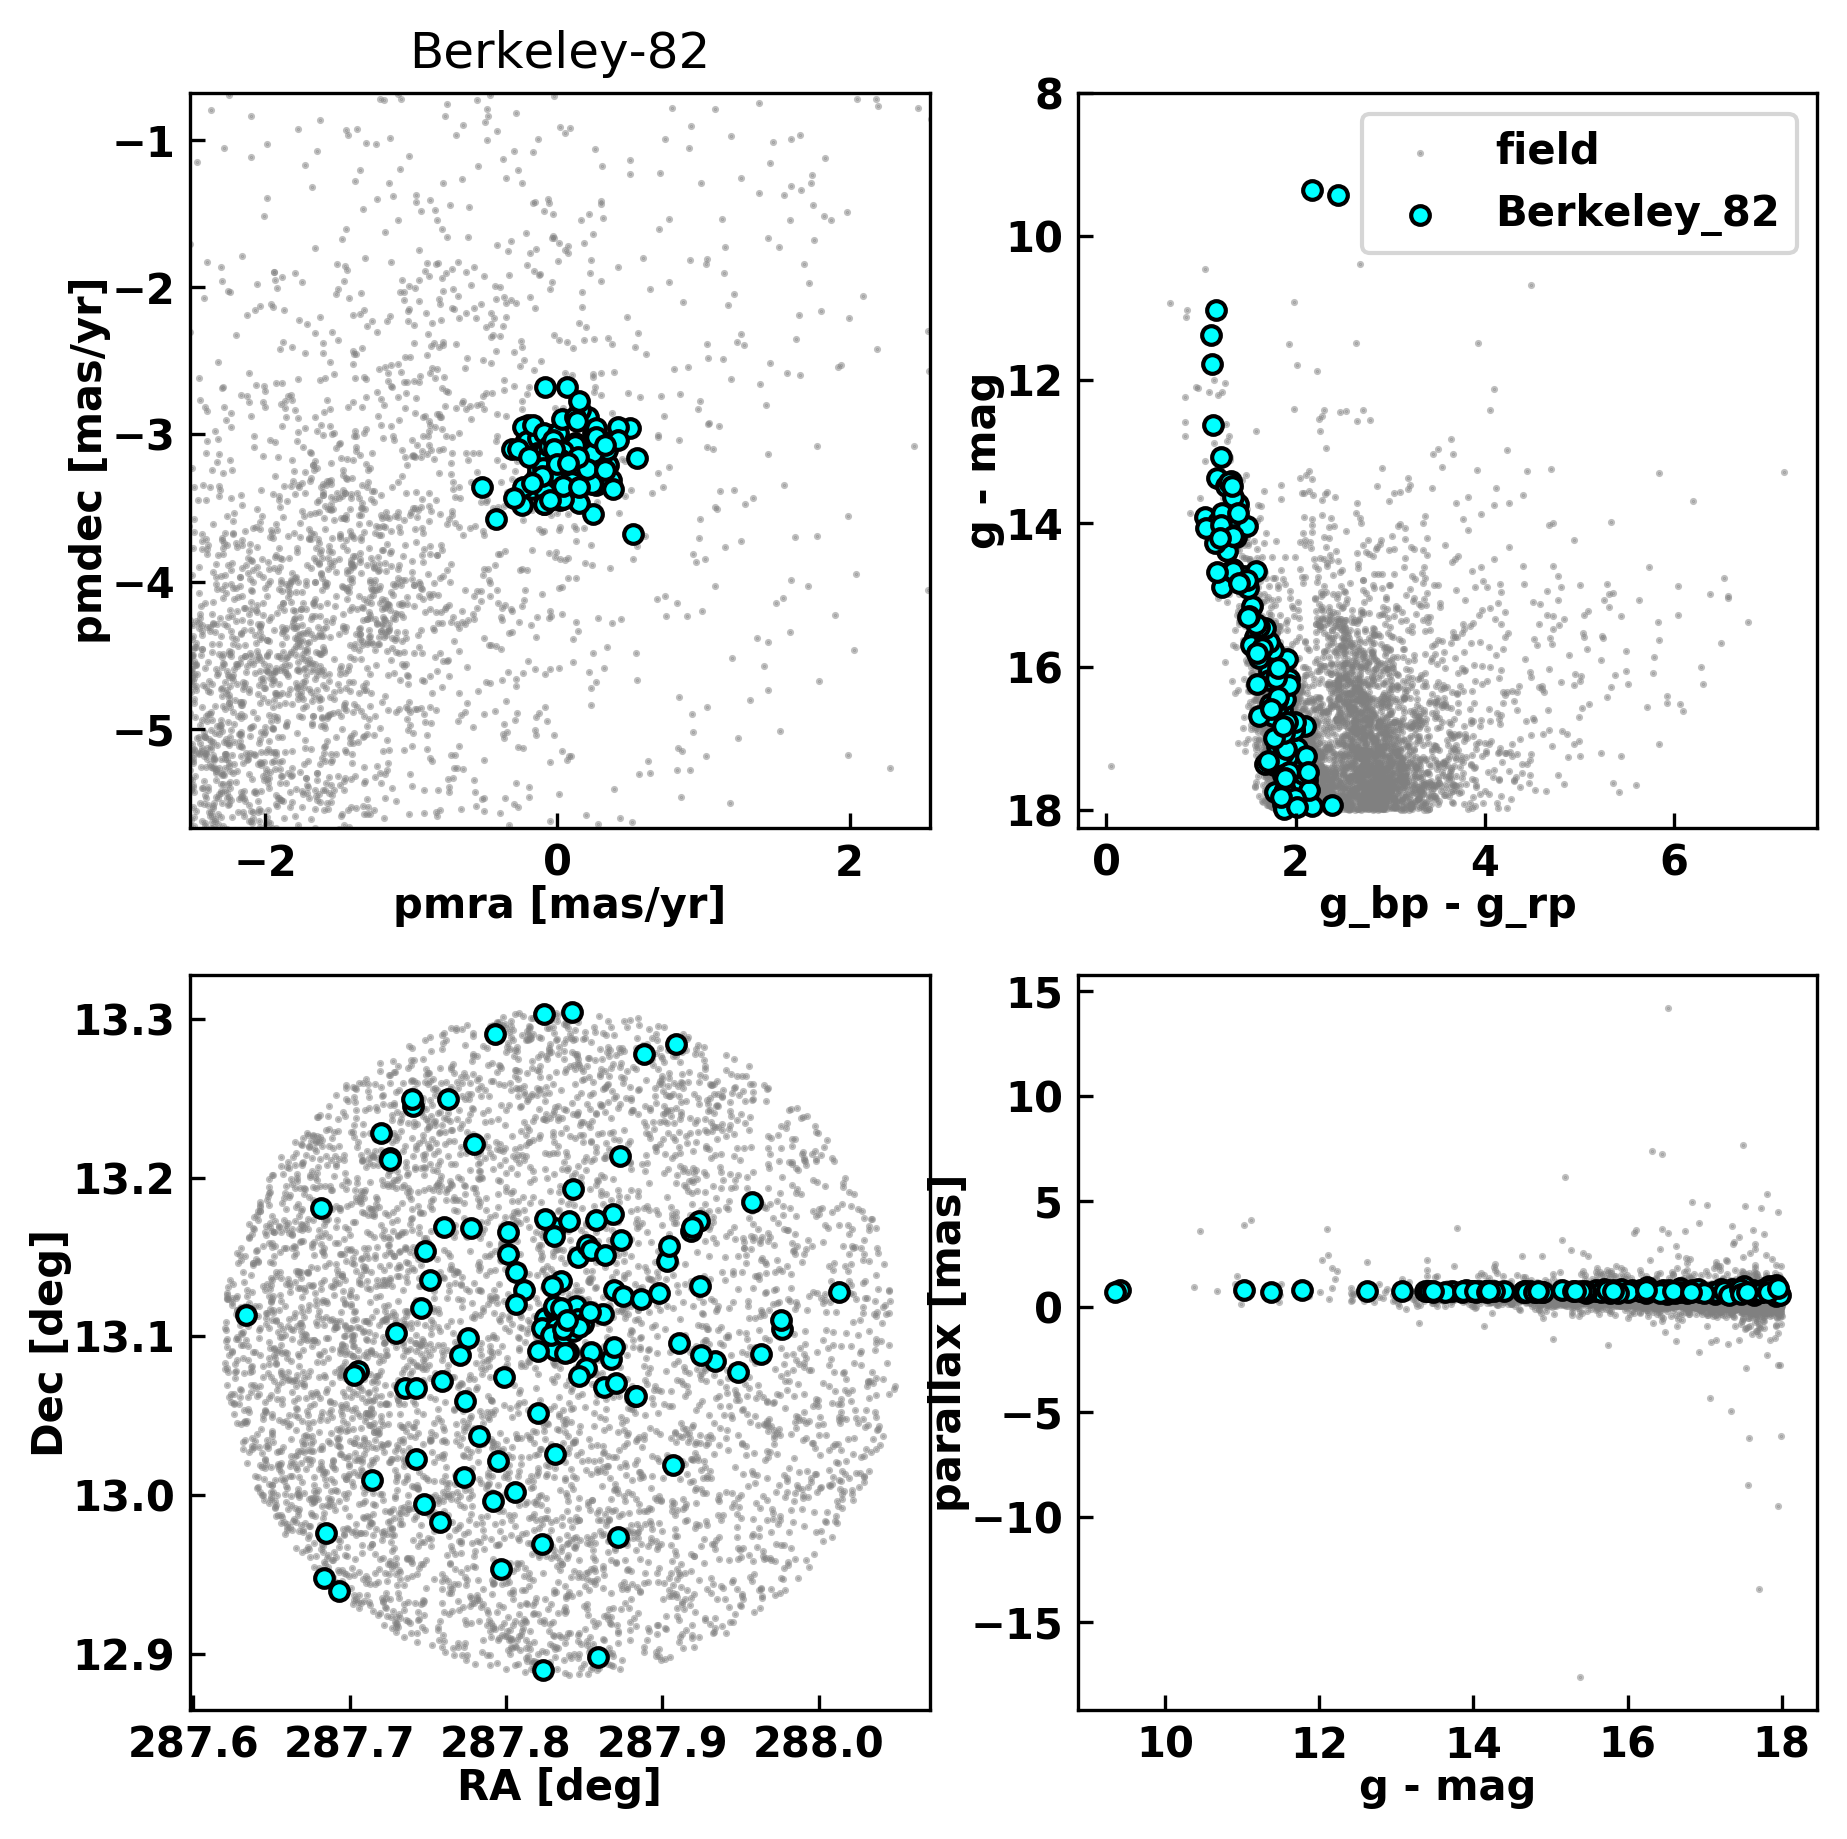 Berkeley-82
−1
−2
−3
−4
−5
pmdec [mas/yr]
−2 0 2
pmra [mas/yr]
8
10
12
14
16
18
g - mag
field
Berkeley_82
0 2 4 6
g_bp - g_rp
13.3
13.2
13.1
13.0
12.9
Dec [deg]
287.6 287.7 287.8 287.9 288.0
RA [deg]
15
10
5
0
−5
−10
−15
parallax [mas]
10 12 14 16 18
g - mag